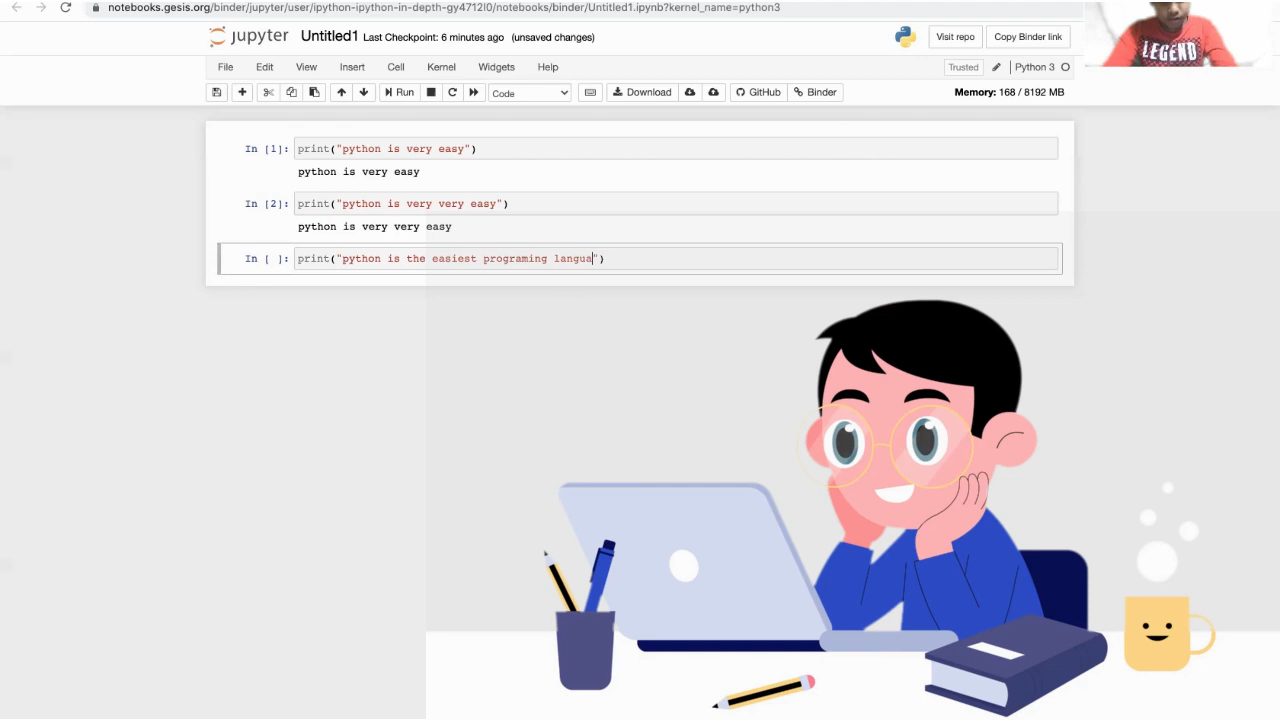 notebooks.gesis.org/binder/jupyter/user/ipython-ipython-in-depth-gy4712l0/notebooks/binder/Untitled1.ipynb?kernel_name=python3
jupyter Untitled1 Last Checkpoint: 6 minutes ago (unsaved changes) Visit repo Copy Binder link
LEGEND
File Edit View Insert Cell Kernel Widgets Help Trusted Python 3
Run Code Download GitHub Binder Memory: 168 / 8192 MB
In [1]: print("python is very easy")
python is very easy
In [2]: print("python is very very easy")
python is very very easy
In [ ]: print("python is the easiest programing langua")